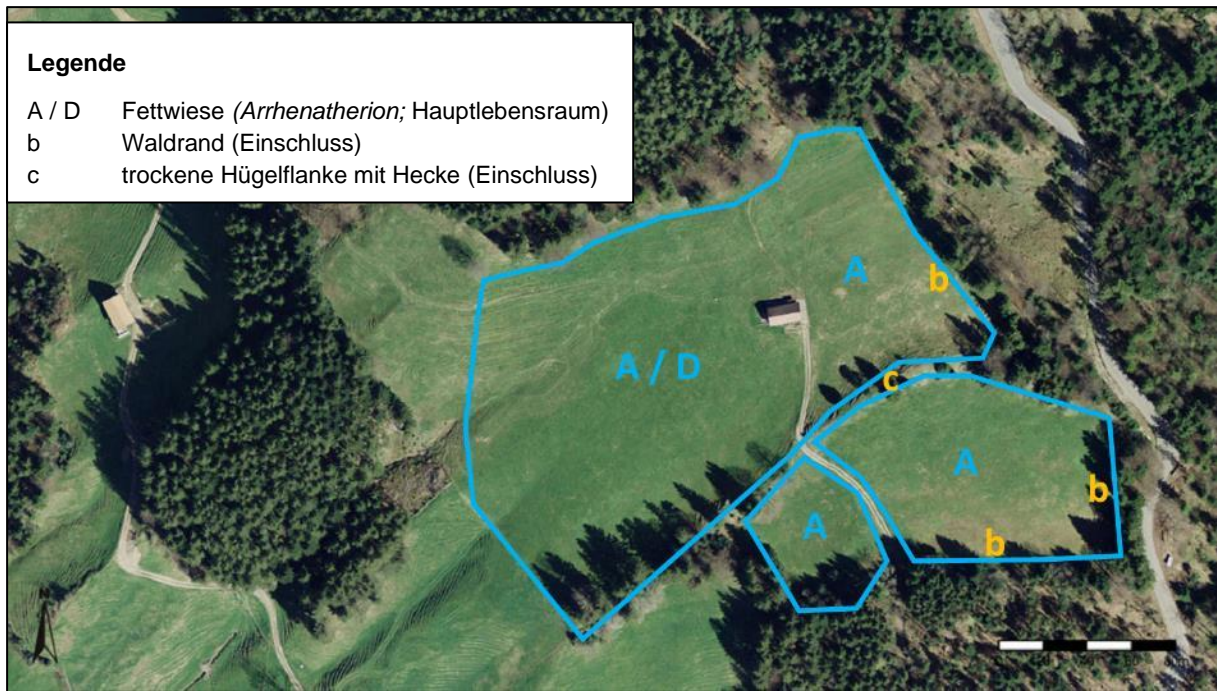 Legende
A / D Fettwiese (Arrhenatherion; Hauptlebensraum)
b Waldrand (Einschluss)
c trockene Hügelflanke mit Hecke (Einschluss)
A
b
A / D
c
A
b
A
b
N